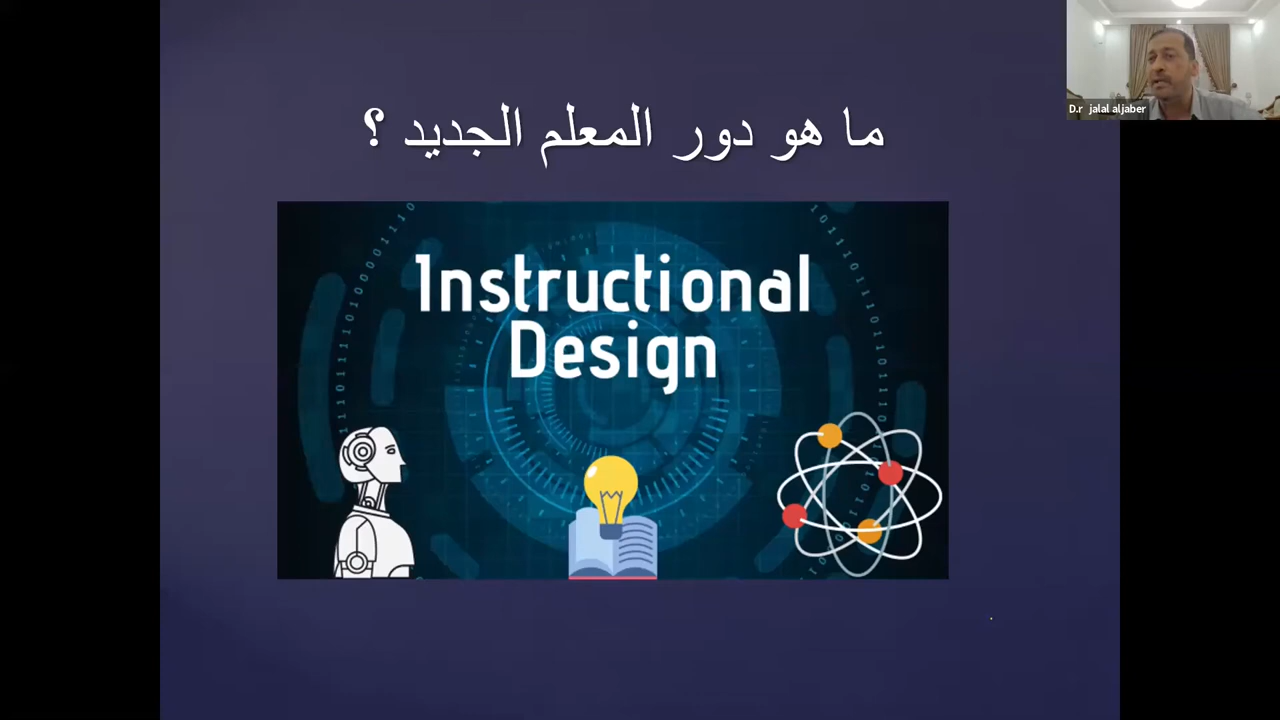 D.r jalal aljaber
ما هو دور المعلم الجديد ؟
Instructional
Design